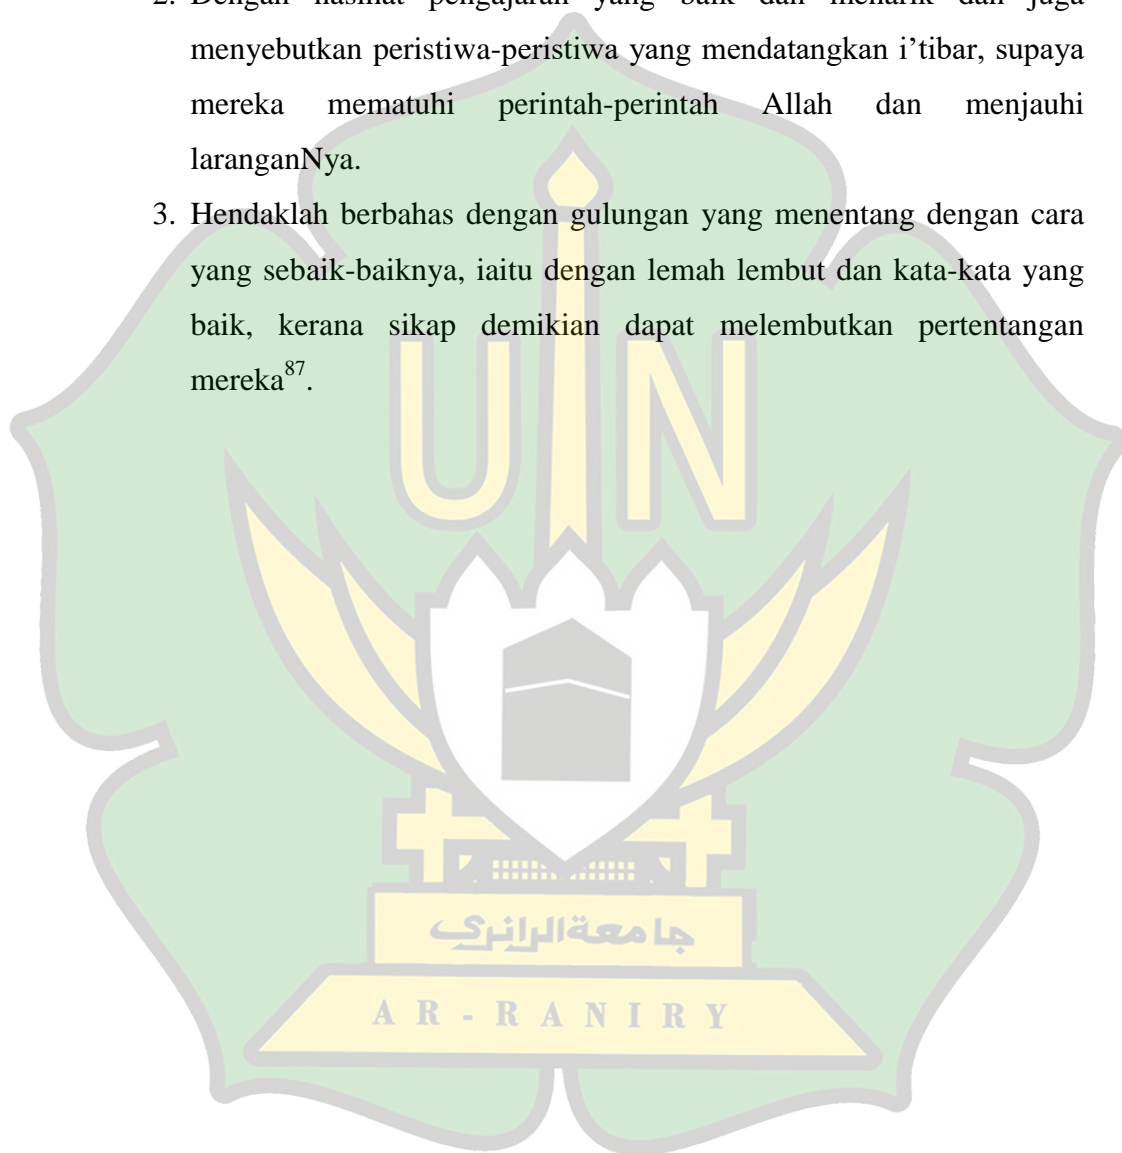 2. Dengan nasihat pengajaran yang baik dan menarik dan juga
menyebutkan peristiwa-peristiwa yang mendatangkan i’tibar, supaya
mereka mematuhi perintah-perintah Allah dan menjauhi
laranganNya.
3. Hendaklah berbahas dengan gulungan yang menentang dengan cara
yang sebaik-baiknya, iaitu dengan lemah lembut dan kata-kata yang
baik, kerana sikap demikian dapat melembutkan pertentangan
mereka87.
UIN
جامعة الرانري
AR-RANIRY